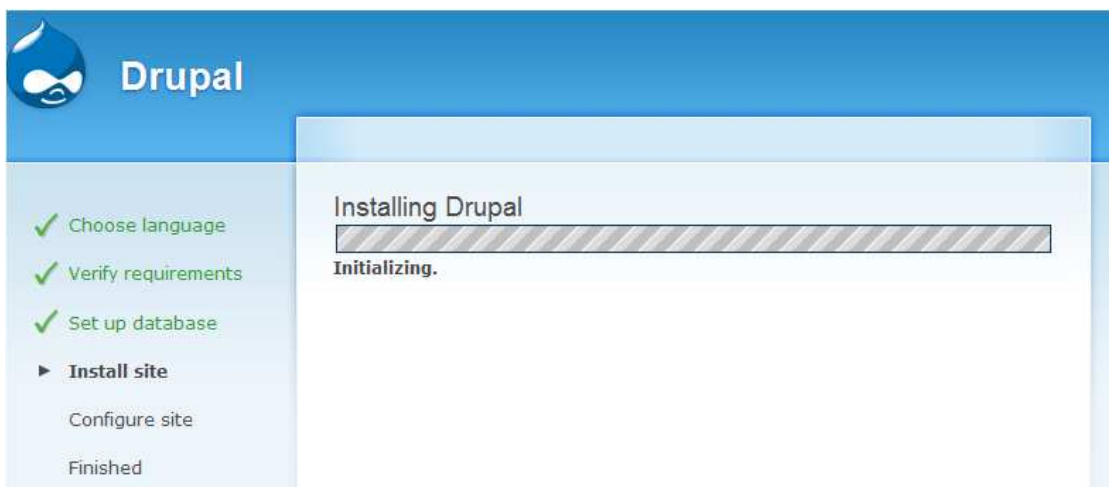 Drupal
Choose language
Verify requirements
Set up database
Install site
Configure site
Finished
Installing Drupal
Initializing.